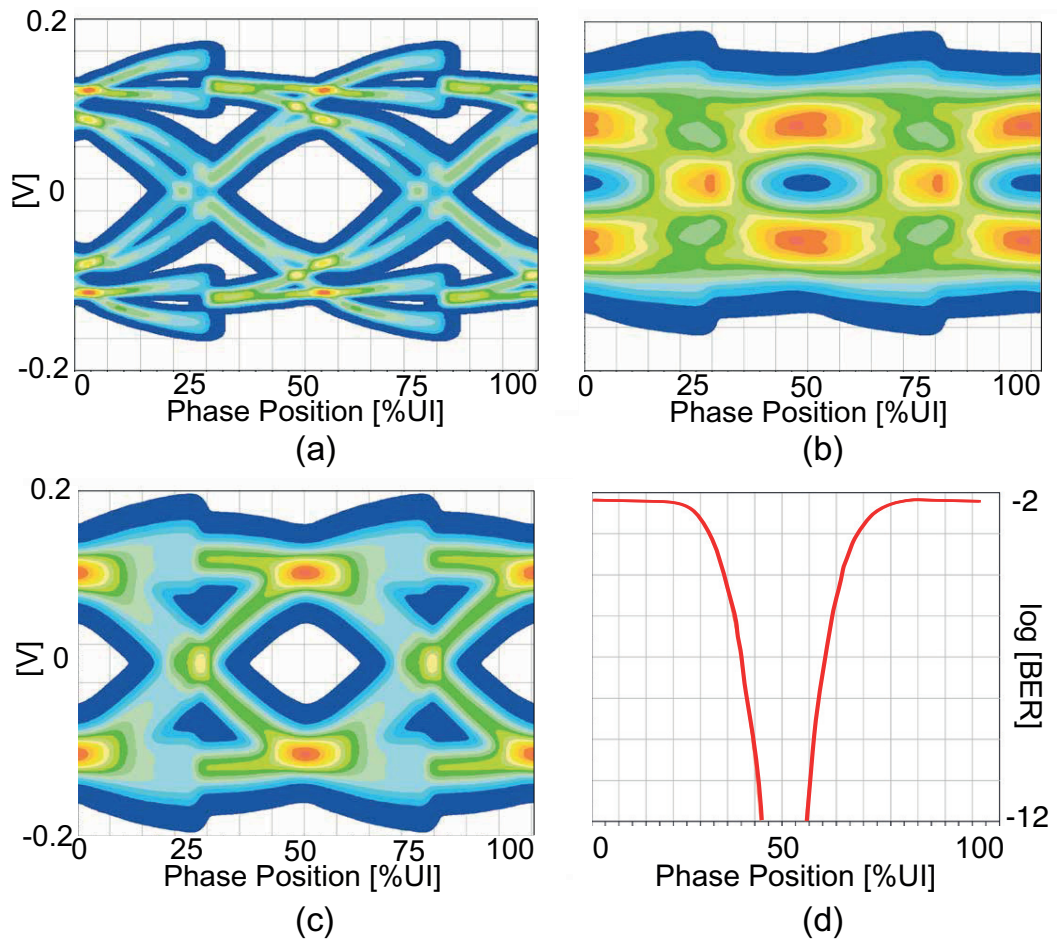 0.2
[V]
0
-0.2
0 25 50 75 100
Phase Position [%UI]
(a)
0 25 50 75 100
Phase Position [%UI]
(b)
0.2
[V]
0
-0.2
0 25 50 75 100
Phase Position [%UI]
(c)
-2
log [BER]
-12
0 50 100
Phase Position [%UI]
(d)